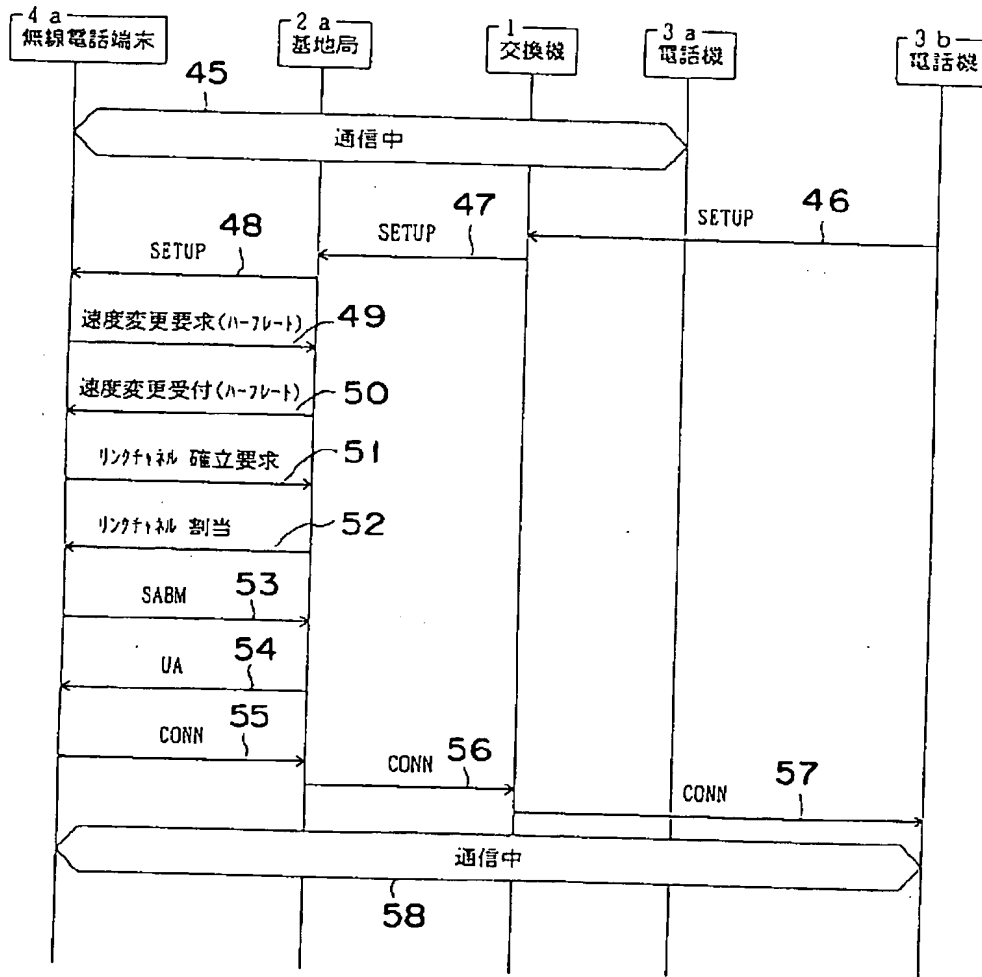 4a
無線電話端末
2a
基地局
1
交換機
3a
電話機
3b
電話機
45
通信中
SETUP
46
SETUP
47
SETUP
48
速度変更要求(ハーフレート)
49
速度変更受付(ハーフレート)
50
リンクチャネル 確立要求
51
リンクチャネル 割当
52
SABM
53
UA
54
CONN
55
CONN
56
CONN
57
通信中
58